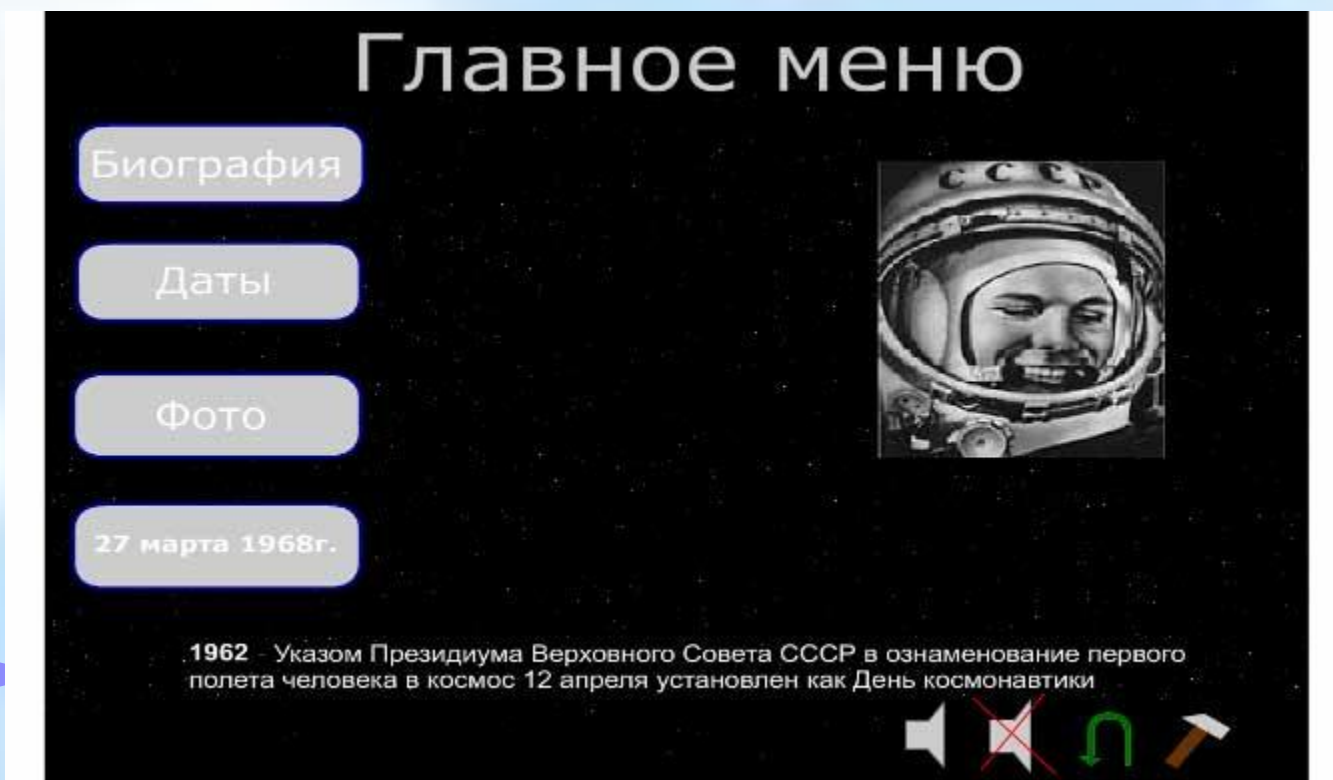 Главное меню
Биография
СССР
Даты
Фото
27 марта 1968г.
1962 - Указом Президиума Верховного Совета СССР в ознаменование первого
полета человека в космос 12 апреля установлен как День космонавтики